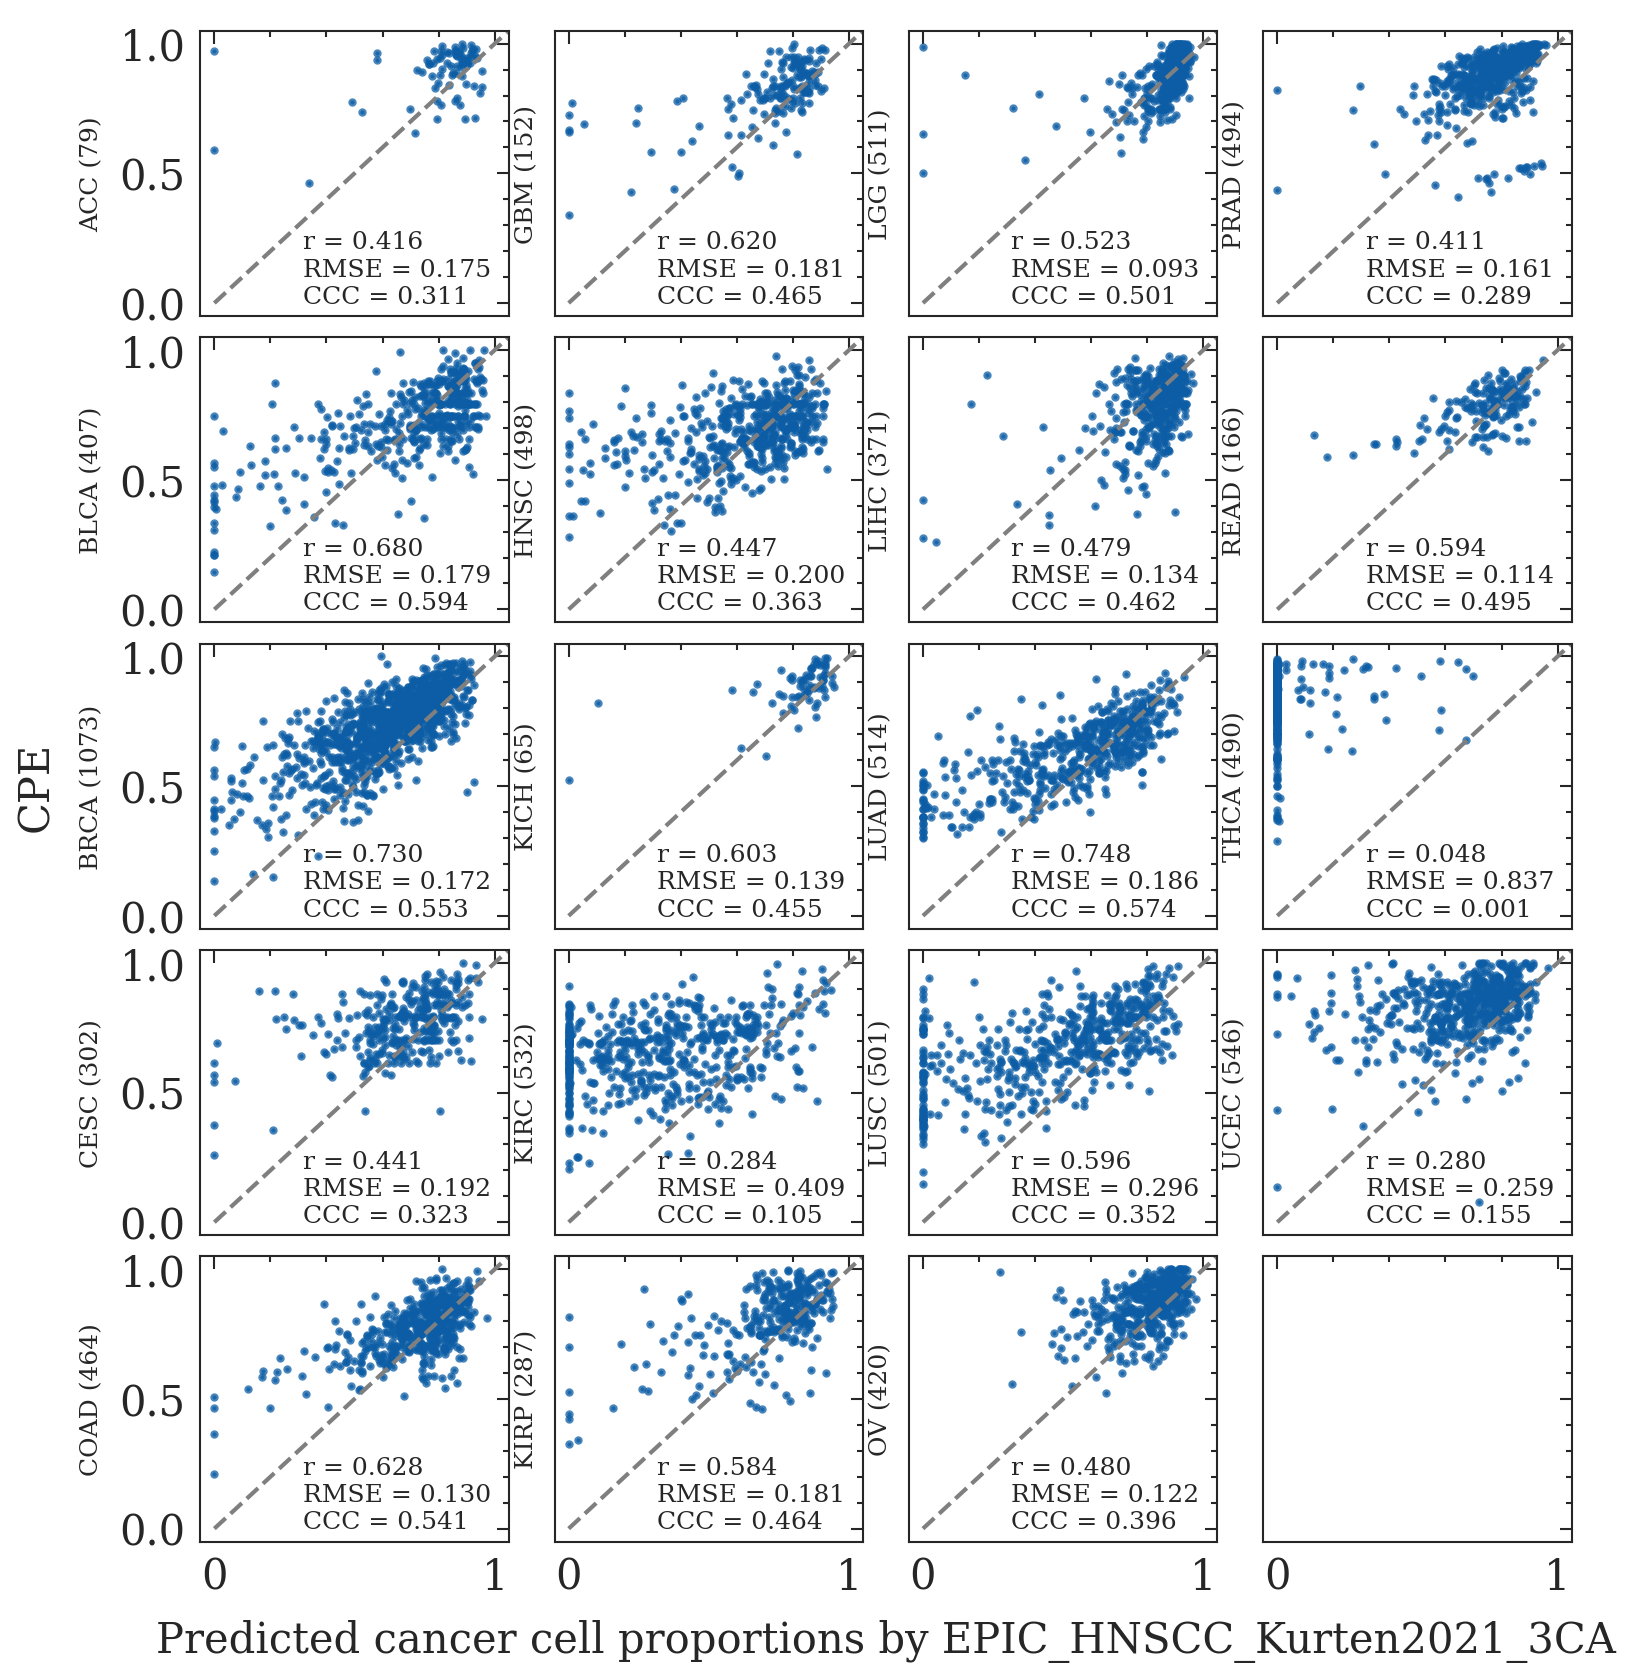 1.0
0.5
0.0
ACC (79)
r = 0.416
RMSE = 0.175
CCC = 0.311
GBM (152)
r = 0.620
RMSE = 0.181
CCC = 0.465
LGG (511)
r = 0.523
RMSE = 0.093
CCC = 0.501
PRAD (494)
r = 0.411
RMSE = 0.161
CCC = 0.289
1.0
0.5
0.0
BLCA (407)
r = 0.680
RMSE = 0.179
CCC = 0.594
HNSC (498)
r = 0.447
RMSE = 0.200
CCC = 0.363
LIHC (371)
r = 0.479
RMSE = 0.134
CCC = 0.462
READ (166)
r = 0.594
RMSE = 0.114
CCC = 0.495
CPE
1.0
0.5
0.0
BRCA (1073)
r = 0.730
RMSE = 0.172
CCC = 0.553
KICH (65)
r = 0.603
RMSE = 0.139
CCC = 0.455
LUAD (514)
r = 0.748
RMSE = 0.186
CCC = 0.574
THCA (490)
r = 0.048
RMSE = 0.837
CCC = 0.001
1.0
0.5
0.0
CESC (302)
r = 0.441
RMSE = 0.192
CCC = 0.323
KIRC (532)
r = 0.284
RMSE = 0.409
CCC = 0.105
LUSC (501)
r = 0.596
RMSE = 0.296
CCC = 0.352
UCEC (546)
r = 0.280
RMSE = 0.259
CCC = 0.155
1.0
0.5
0.0
COAD (464)
r = 0.628
RMSE = 0.130
CCC = 0.541
KIRP (287)
r = 0.584
RMSE = 0.181
CCC = 0.464
OV (420)
r = 0.480
RMSE = 0.122
CCC = 0.396
0 1
0 1
0 1
0 1
Predicted cancer cell proportions by EPIC_HNSCC_Kurten2021_3CA